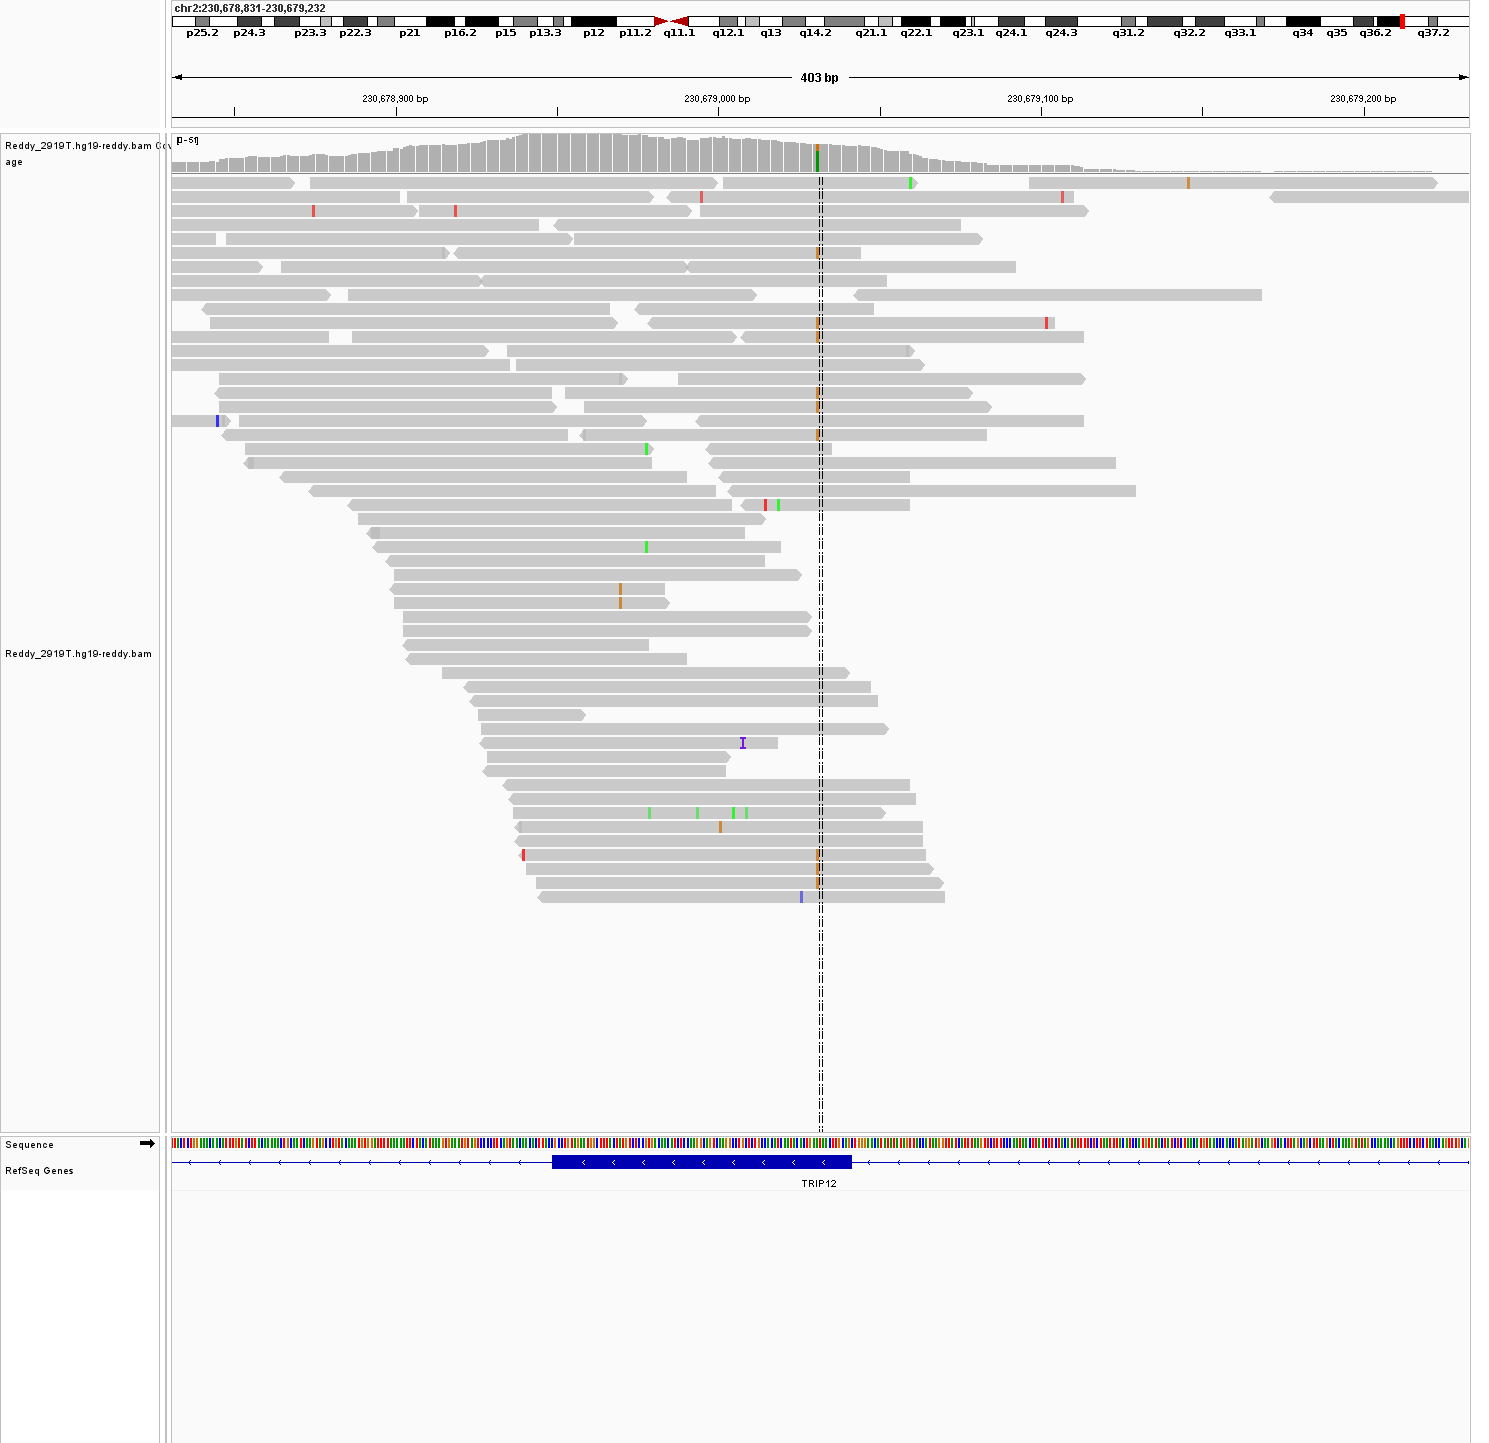 chr2:230,678,831-230,679,232
p25.2 p24.3 p23.3 p22.3 p21 p16.2 p15 p13.3 p12 p11.2 q11.1 q12.1 q13 q14.2 q21.1 q22.1 q23.1 q24.1 q24.3 q31.2 q32.2 q33.1 q34 q35 q36.2 q37.2
403 bp
230,678,900 bp 230,679,000 bp 230,679,100 bp 230,679,200 bp
Reddy_2919T.hg19-reddy.bam Cov
age
[0-51]
Reddy_2919T.hg19-reddy.bam
I
Sequence
RefSeq Genes
TRIP12